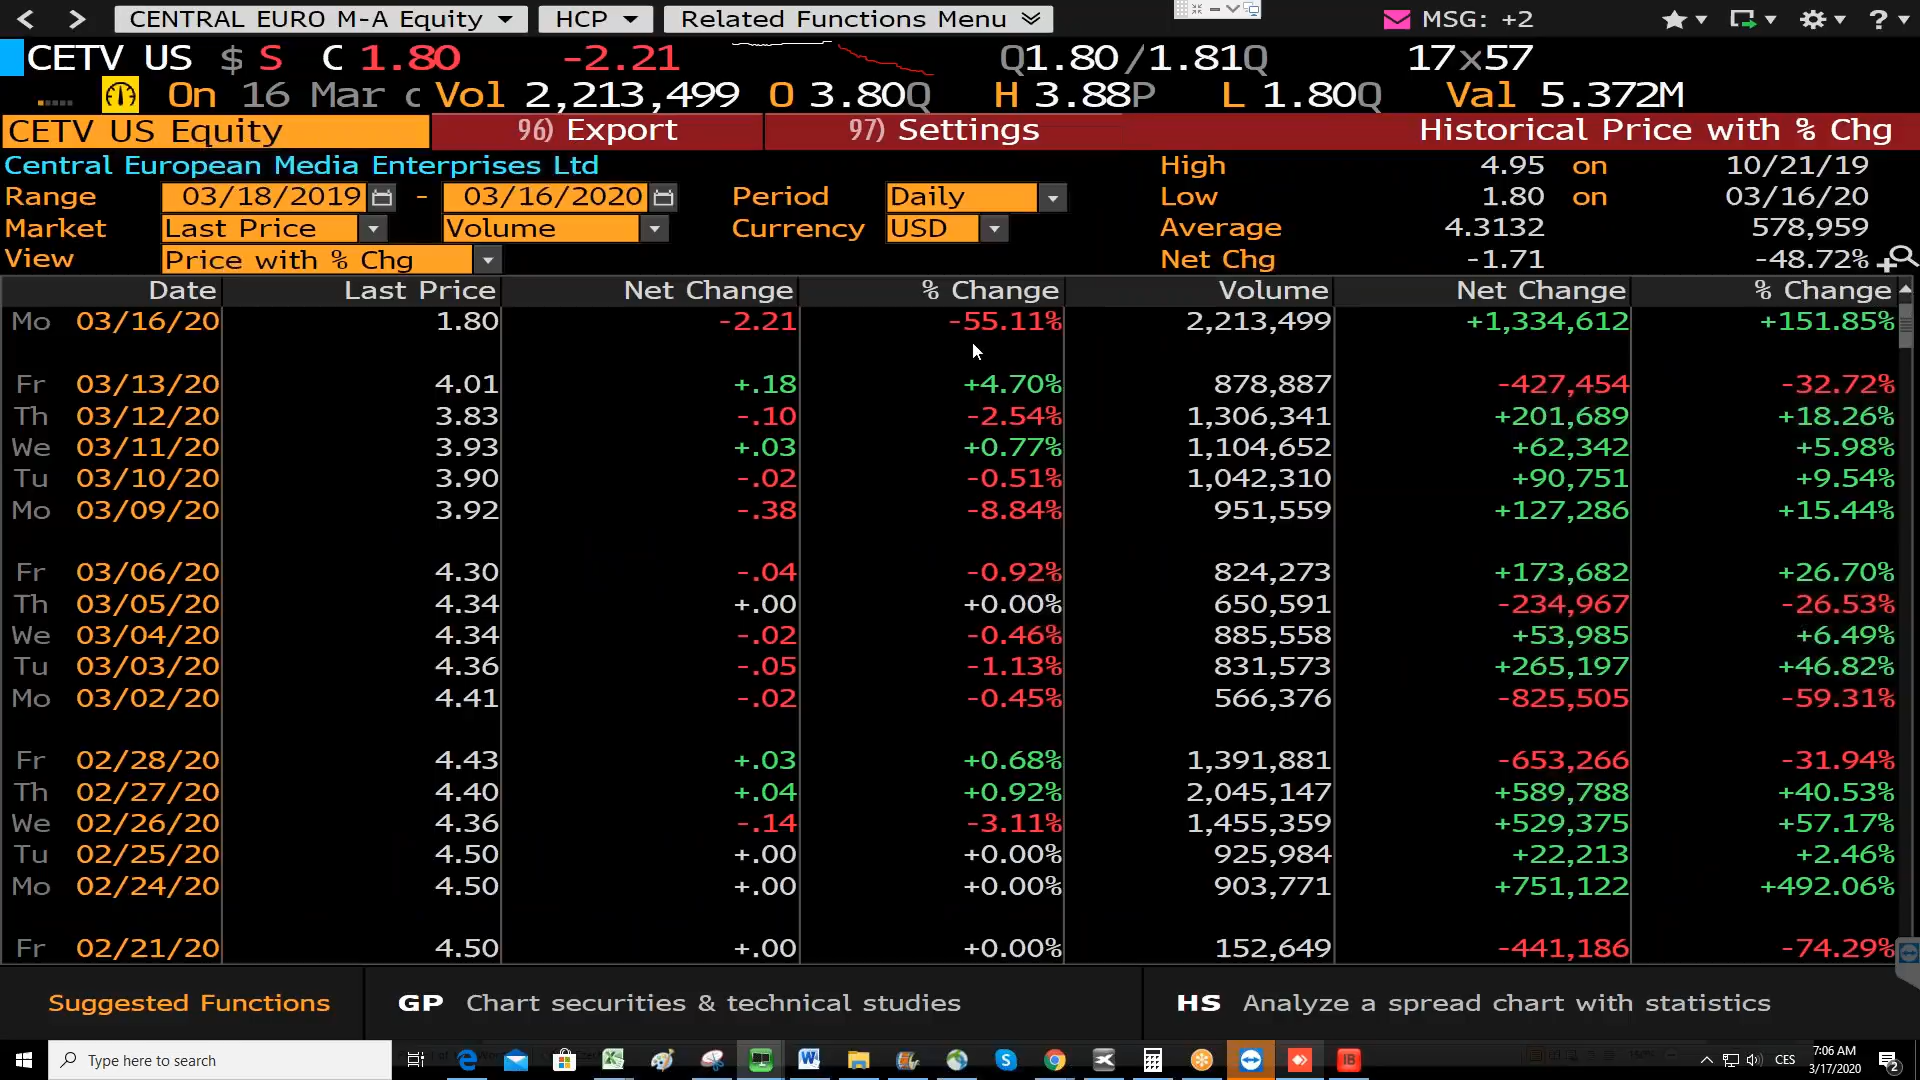 CENTRAL EURO M-A Equity HCP Related Functions Menu MSG: +2 ?
CETV US $ S C 1.80 -2.21 Q1.80/1.81Q 17x57
On 16 Mar Vol 2,213,499 O 3.80Q H 3.88P L 1.80Q Val 5.372M
CETV US Equity 96) Export 97) Settings Historical Price with % Chg
Central European Media Enterprises Ltd High 4.95 on 10/21/19
Range 03/18/2019 - 03/16/2020 Period Daily Low 1.80 on 03/16/20
Market Last Price Volume Currency USD Average 4.3132 578,959
View Price with % Chg Net Chg -1.71 -48.72%
Date Last Price Net Change % Change Volume Net Change % Change
Mo 03/16/20 1.80 -2.21 -55.11% 2,213,499 +1,334,612 +151.85%
Fr 03/13/20 4.01 +.18 +4.70% 878,887 -427,454 -32.72%
Th 03/12/20 3.83 -.10 -2.54% 1,306,341 +201,689 +18.26%
We 03/11/20 3.93 +.03 +0.77% 1,104,652 +62,342 +5.98%
Tu 03/10/20 3.90 -.02 -0.51% 1,042,310 +90,751 +9.54%
Mo 03/09/20 3.92 -.38 -8.84% 951,559 +127,286 +15.44%
Fr 03/06/20 4.30 -.04 -0.92% 824,273 +173,682 +26.70%
Th 03/05/20 4.34 +.00 +0.00% 650,591 -234,967 -26.53%
We 03/04/20 4.34 -.02 -0.46% 885,558 +53,985 +6.49%
Tu 03/03/20 4.36 -.05 -1.13% 831,573 +265,197 +46.82%
Mo 03/02/20 4.41 -.02 -0.45% 566,376 -825,505 -59.31%
Fr 02/28/20 4.43 +.03 +0.68% 1,391,881 -653,266 -31.94%
Th 02/27/20 4.40 +.04 +0.92% 2,045,147 +589,788 +40.53%
We 02/26/20 4.36 -.14 -3.11% 1,455,359 +529,375 +57.17%
Tu 02/25/20 4.50 +.00 +0.00% 925,984 +22,213 +2.46%
Mo 02/24/20 4.50 +.00 +0.00% 903,771 +751,122 +492.06%
Fr 02/21/20 4.50 +.00 +0.00% 152,649 -441,186 -74.29%
Suggested Functions GP Chart securities & technical studies HS Analyze a spread chart with statistics
Type here to search CES 7:06 AM
3/17/2020 2